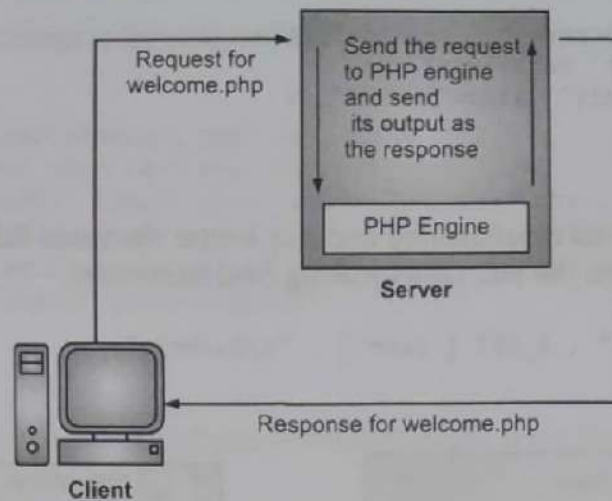 Request for
welcome.php
Send the request
to PHP engine
and send
its output as
the response
PHP Engine
Server
Response for welcome.php
Client